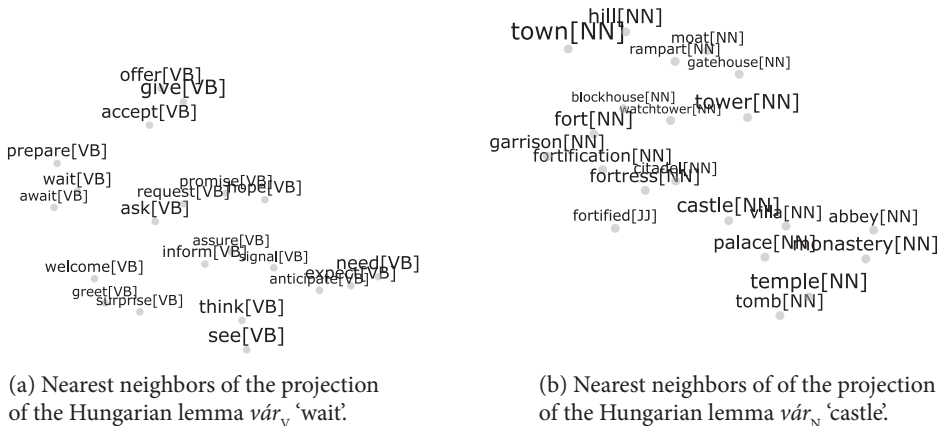 offer[VB]
give[VB]
accept[VB]
prepare[VB]
wait[VB]
await[VB]
promise[VB]
request[VB]
hope[VB]
ask[VB]
assure[VB]
inform[VB]
signal[VB]
need[VB]
expect[VB]
anticipate[VB]
welcome[VB]
greet[VB]
surprise[VB]
think[VB]
see[VB]
(a) Nearest neighbors of the projection
of the Hungarian lemma várV ‘wait’.
hill[NN]
town[NN]
moat[NN]
rampart[NN]
gatehouse[NN]
blockhouse[NN]
tower[NN]
watchtower[NN]
fort[NN]
garrison[NN]
fortification[NN]
citadel[NN]
fortress[NN]
castle[NN]
villa[NN]
fortified[JJ]
abbey[NN]
palace[NN]
monastery[NN]
temple[NN]
tomb[NN]
(b) Nearest neighbors of of the projection
of the Hungarian lemma várN ‘castle’.